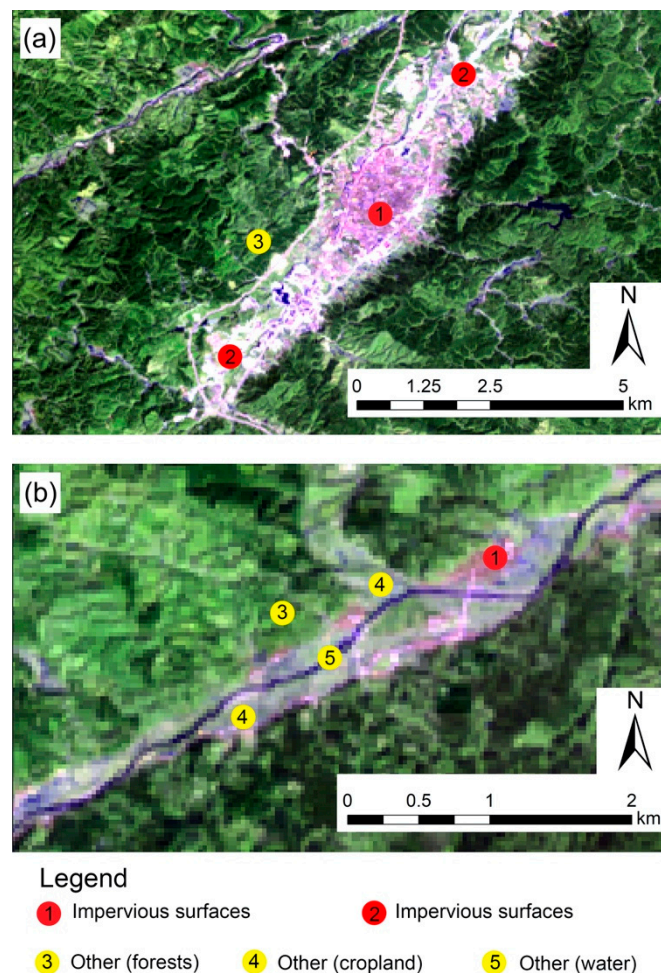 (a)
2
1
3
2
N
0 1.25 2.5 5
km
(b)
1
4
3
5
4
N
0 0.5 1 2
km
Legend
1 Impervious surfaces 2 Impervious surfaces
3 Other (forests) 4 Other (cropland) 5 Other (water)